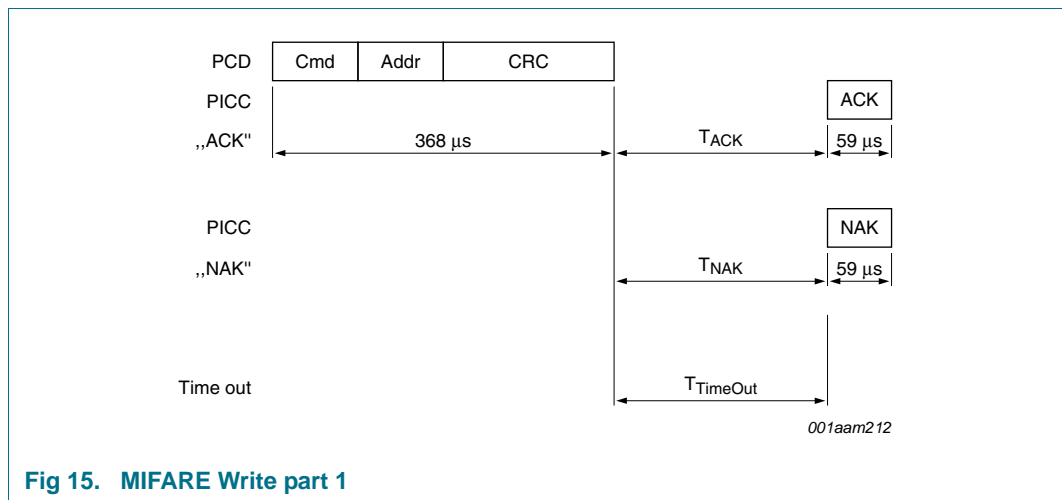 PCD Cmd Addr CRC
PICC ACK
,,ACK" 368 μs TACK 59 μs
PICC NAK
,,NAK" TNAK 59 μs
Time out TTimeOut
001aam212
Fig 15. MIFARE Write part 1